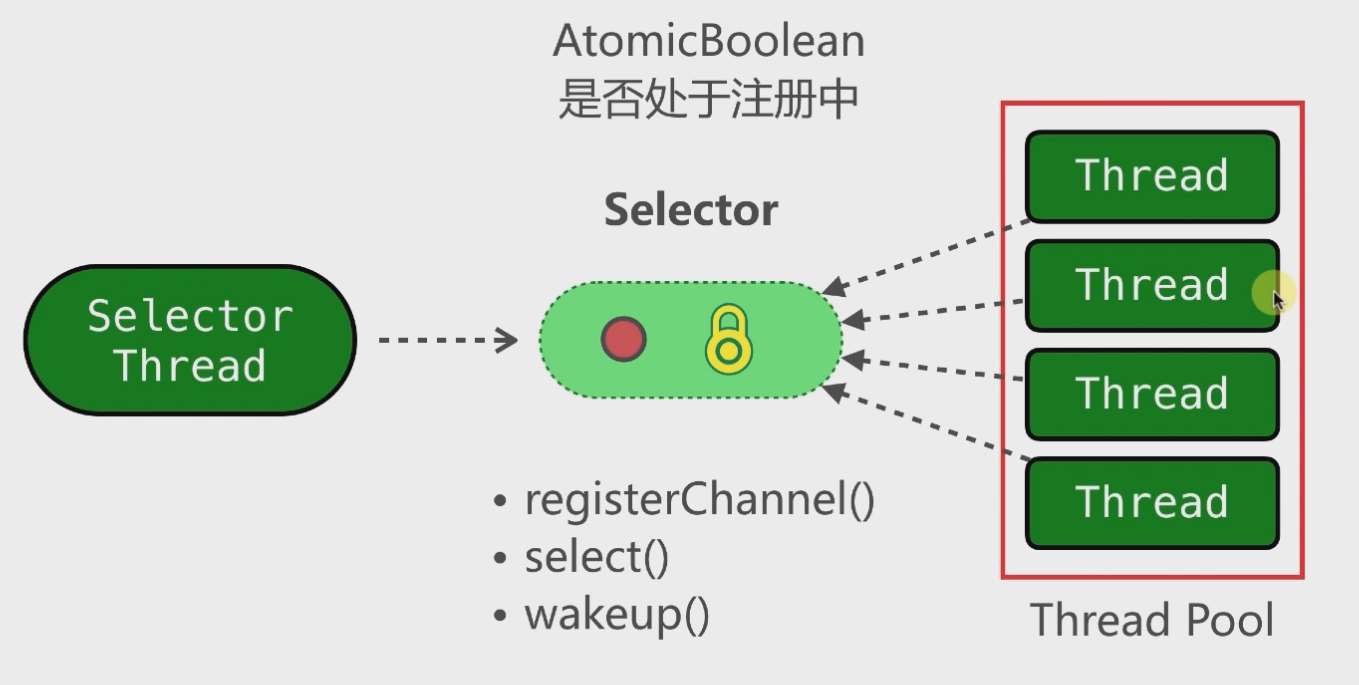 AtomicBoolean
是否处于注册中
Selector
Selector
Thread
• registerChannel()
• select()
• wakeup()
Thread
Thread
Thread
Thread
Thread Pool